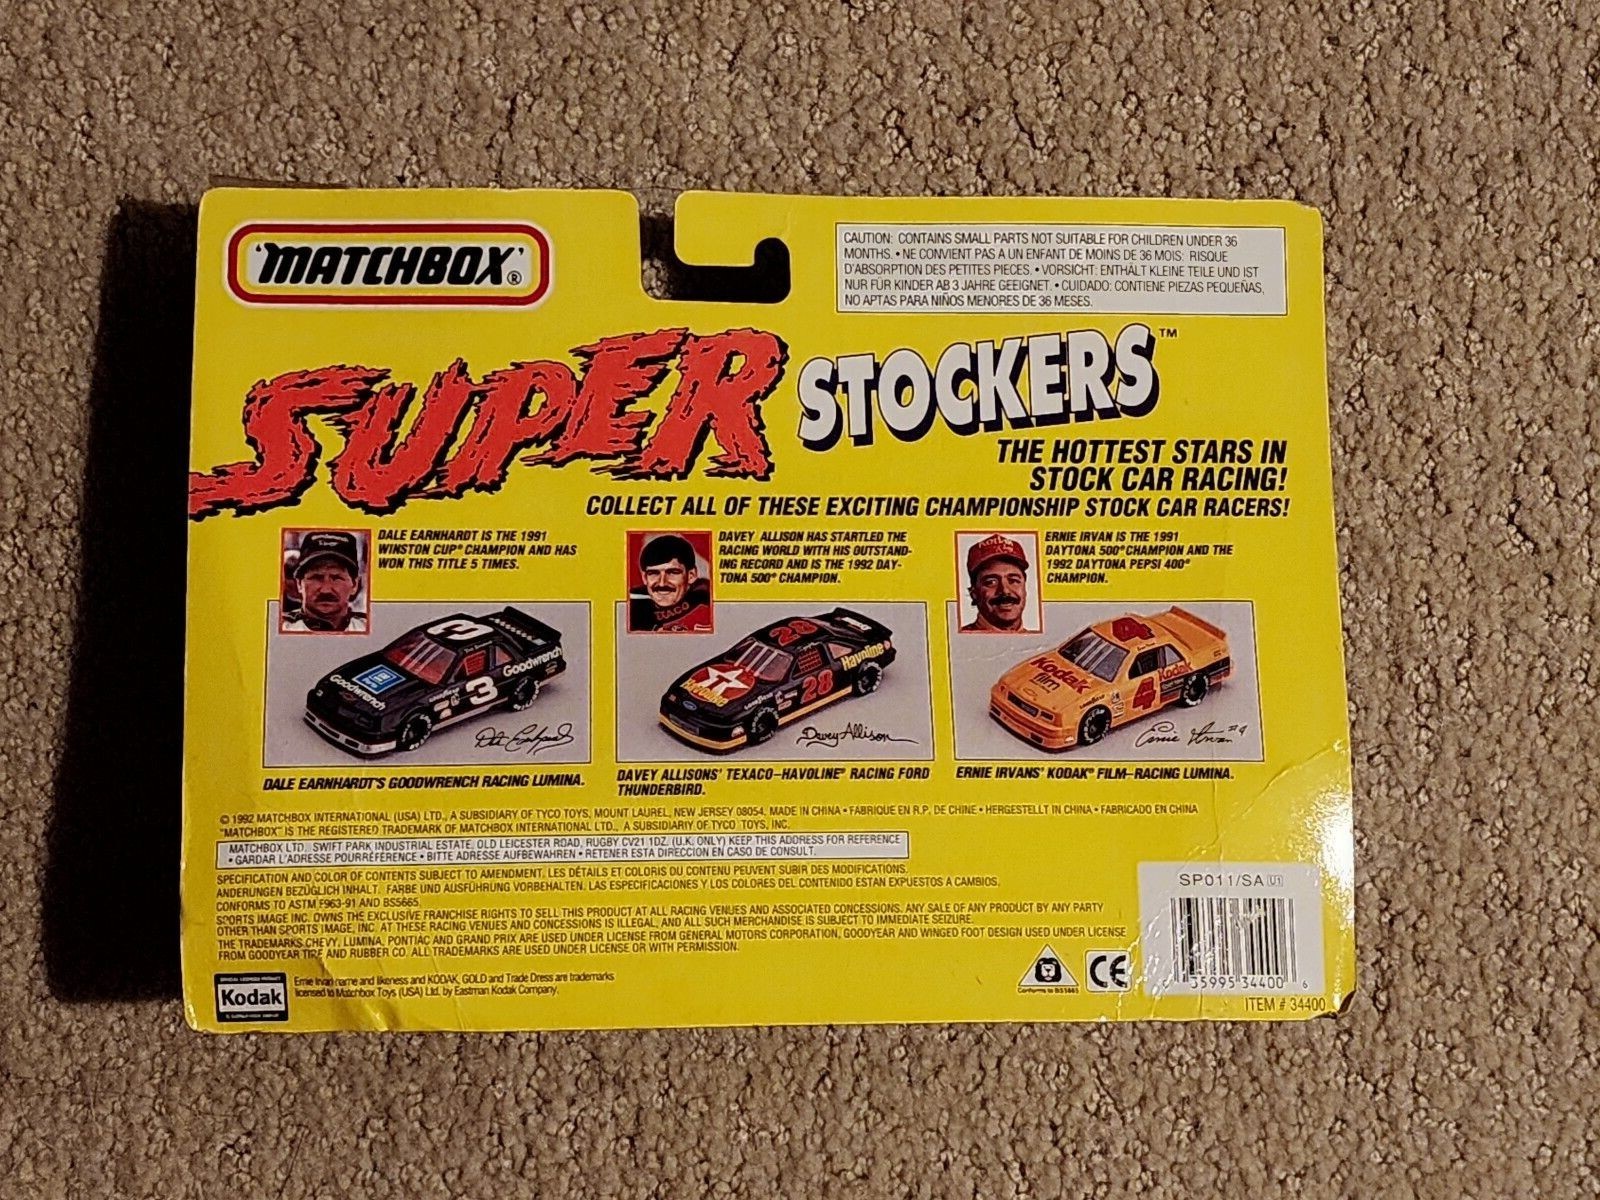 'MATCHBOX'®
CAUTION: CONTAINS SMALL PARTS NOT SUITABLE FOR CHILDREN UNDER 36
MONTHS. • NE CONVIENT PAS A UN ENFANT DE MOINS DE 36 MOIS: RISQUE
D'ABSORPTION DES PETITES PIECES. • VORSICHT: ENTHÄLT KLEINE TEILE UND IST
NUR FÜR KINDER AB 3 JAHRE GEEIGNET. • CUIDADO: CONTIENE PIEZAS PEQUEÑAS,
NO APTAS PARA NIÑOS MENORES DE 36 MESES.
SUPER STOCKERS™
THE HOTTEST STARS IN
STOCK CAR RACING!
COLLECT ALL OF THESE EXCITING CHAMPIONSHIP STOCK CAR RACERS!
DALE EARNHARDT IS THE 1991
WINSTON CUP® CHAMPION AND HAS
WON THIS TITLE 5 TIMES.
DAVEY ALLISON HAS STARTLED THE
RACING WORLD WITH HIS OUTSTAND-
ING RECORD AND IS THE 1992 DAY-
TONA 500® CHAMPION.
ERNIE IRVAN IS THE 1991
DAYTONA 500® CHAMPION AND THE
1992 DAYTONA PEPSI 400®
CHAMPION.
3
Goodwrench
Goodwrench
3
Dale Earnhardt
TEXACO
28
Havoline
Havoline
28
Davey Allison
Kodak
4
Kodak
film
Kodak
4
Ernie Irvan #4
DALE EARNHARDT'S GOODWRENCH RACING LUMINA.
DAVEY ALLISONS' TEXACO–HAVOLINE® RACING FORD
THUNDERBIRD.
ERNIE IRVANS' KODAK® FILM–RACING LUMINA.
© 1992 MATCHBOX INTERNATIONAL (USA) LTD., A SUBSIDIARY OF TYCO TOYS, MOUNT LAUREL, NEW JERSEY 08054. MADE IN CHINA • FABRIQUE EN R.P. DE CHINE • HERGESTELLT IN CHINA • FABRICADO EN CHINA
"MATCHBOX" IS THE REGISTERED TRADEMARK OF MATCHBOX INTERNATIONAL LTD., A SUBSIDIARY OF TYCO TOYS, INC.
MATCHBOX LTD. SWIFT PARK INDUSTRIAL ESTATE, OLD LEICESTER ROAD, RUGBY CV21 1DZ. (U.K. ONLY) KEEP THIS ADDRESS FOR REFERENCE
• GARDAR L'ADRESSE POURRÉFÉRENCE • BITTE ADRESSE AUFBEWAHREN • RETENER ESTA DIRECCION EN CASO DE CONSULT.
SPECIFICATION AND COLOR OF CONTENTS SUBJECT TO AMENDMENT. LES DÉTAILS ET COLORIS DU CONTENU PEUVENT SUBIR DES MODIFICATIONS.
ANDERUNGEN BEZÜGLICH INHALT. FARBE UND AUSFÜHRUNG VORBEHALTEN. LAS ESPECIFICACIONES Y LOS COLORES DEL CONTENIDO ESTAN EXPUESTOS A CAMBIOS.
CONFORMS TO ASTM F963-91 AND BS5665.
SPORTS IMAGE INC. OWNS THE EXCLUSIVE FRANCHISE RIGHTS TO SELL THIS PRODUCT AT ALL RACING VENUES AND ASSOCIATED CONCESSIONS. ANY SALE OF ANY PRODUCT BY ANY PARTY
OTHER THAN SPORTS IMAGE, INC. AT THESE RACING VENUES AND CONCESSIONS IS ILLEGAL, AND ALL SUCH MERCHANDISE IS SUBJECT TO IMMEDIATE SEIZURE.
THE TRADEMARKS CHEVY, LUMINA, PONTIAC AND GRAND PRIX ARE USED UNDER LICENSE FROM GENERAL MOTORS CORPORATION, GOODYEAR AND WINGED FOOT DESIGN USED UNDER LICENSE
FROM GOODYEAR TIRE AND RUBBER CO. ALL TRADEMARKS ARE USED UNDER LICENSE OR WITH PERMISSION.
Kodak
Ernie Irvan name and likeness and KODAK, GOLD and Trade Dress are trademarks
licensed to Matchbox Toys (USA) Ltd. by Eastman Kodak Company.
Conforms to BS5665
CE
SP011/SA U1
0 35995 34400 6
ITEM # 34400